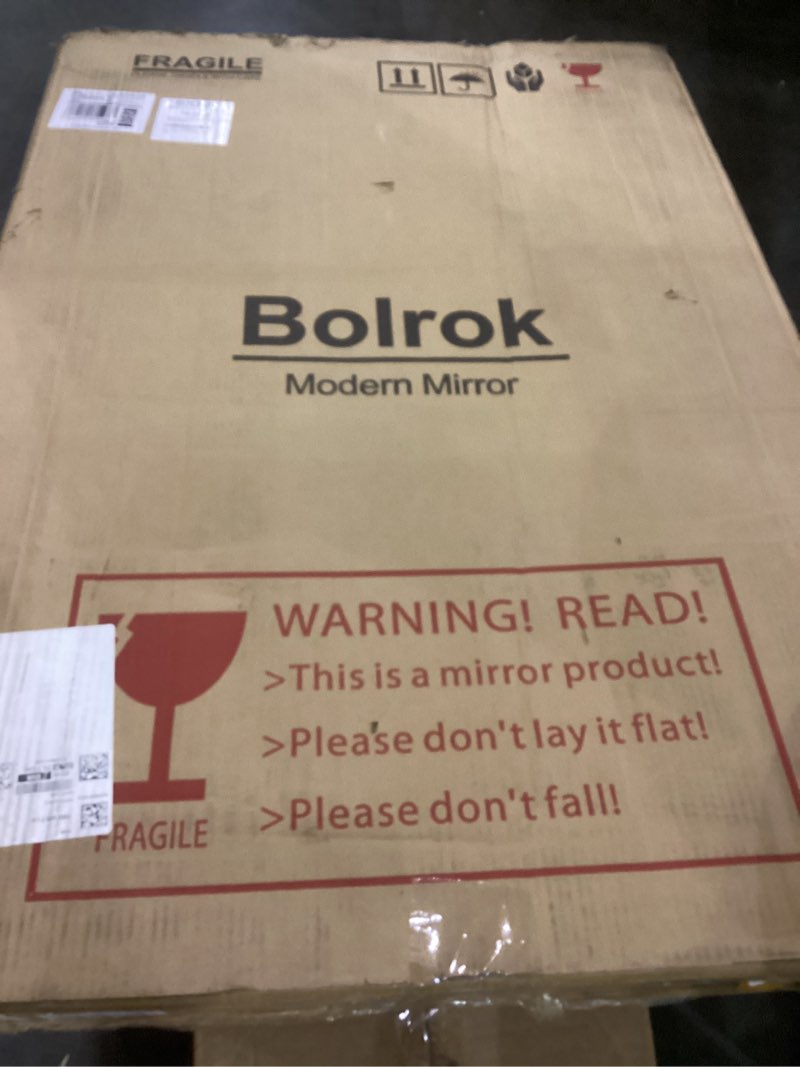 FRAGILE
Bolrok
Modern Mirror
WARNING! READ!
>This is a mirror product!
>Please don't lay it flat!
>Please don't fall!
FRAGILE